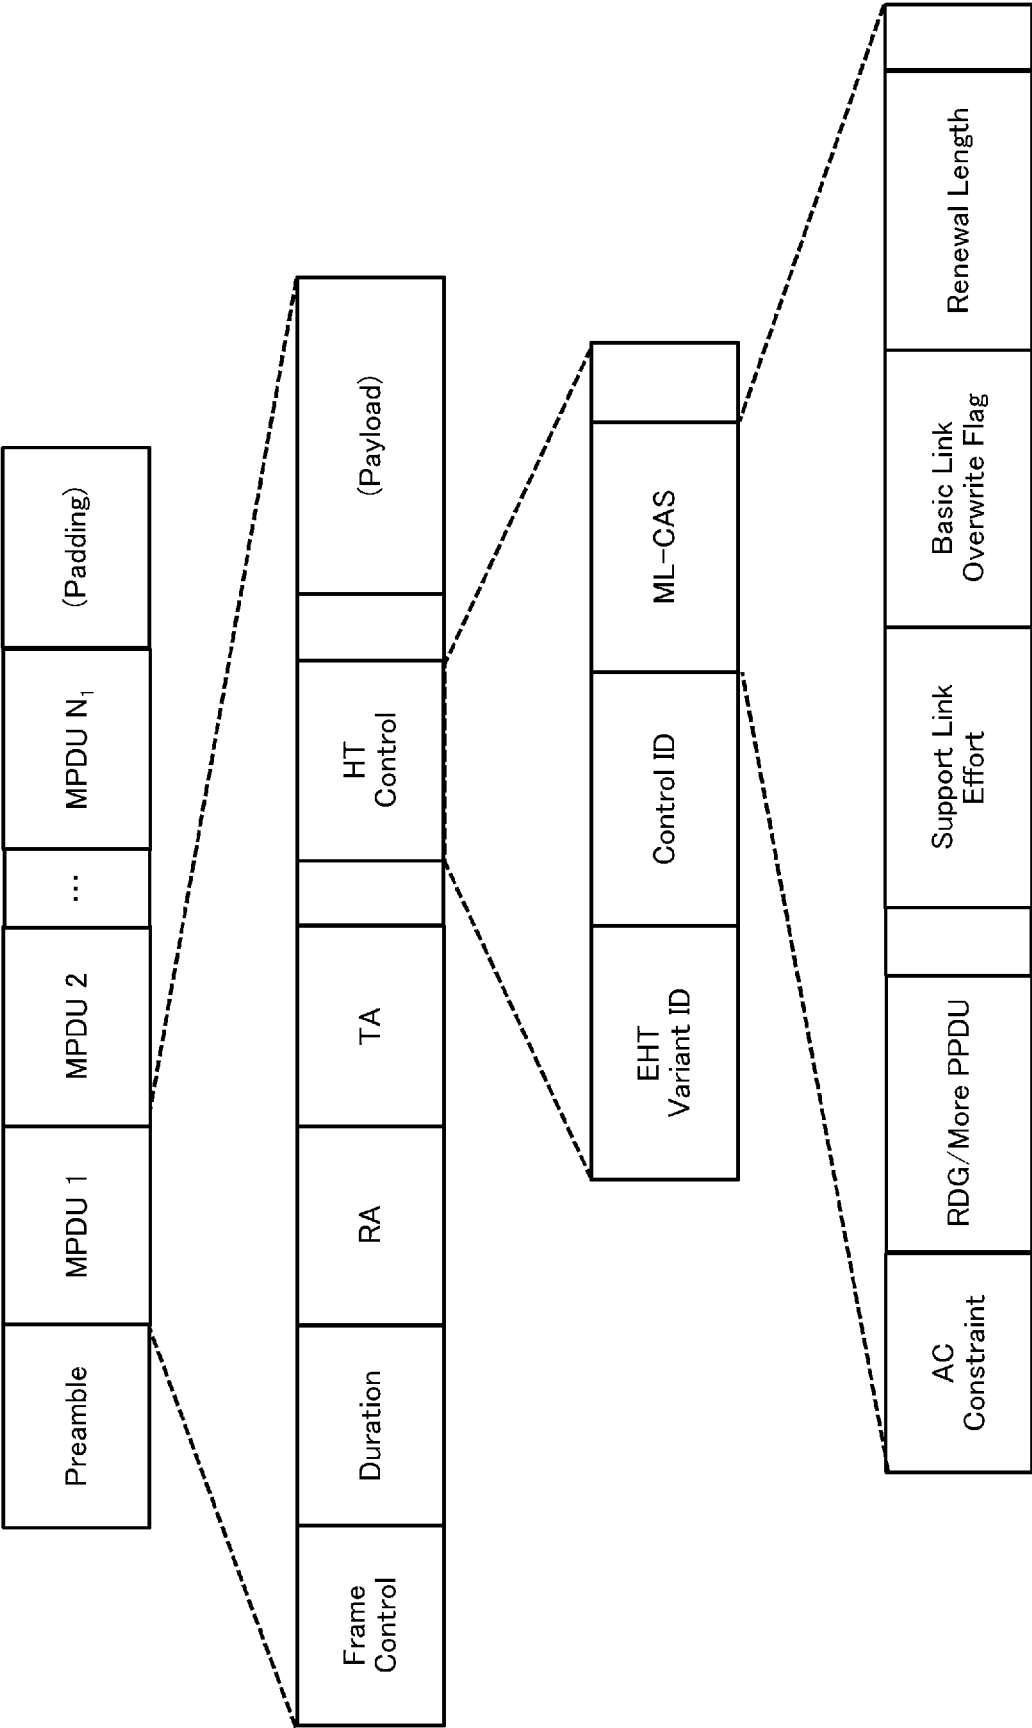 Preamble
MPDU 1
MPDU 2
…
MPDU N₁
(Padding)
Frame
Control
Duration
RA
TA
HT
Control
(Payload)
EHT
Variant ID
Control ID
ML-CAS
AC
Constraint
RDG/More PPDU
Support Link
Effort
Basic Link
Overwrite Flag
Renewal Length